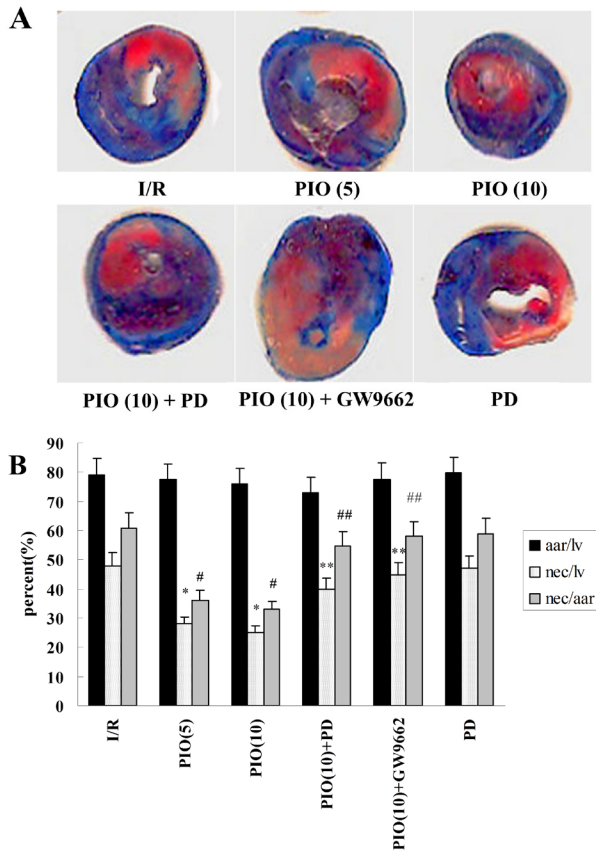 A
I/R
PIO (5)
PIO (10)
PIO (10) + PD
PIO (10) + GW9662
PD
B
percent(%)
90
80
70
60
50
40
30
20
10
0
*
#
*
#
**
##
**
##
aar/lv
nec/lv
nec/aar
I/R
PIO(5)
PIO(10)
PIO(10)+PD
PIO(10)+GW9662
PD